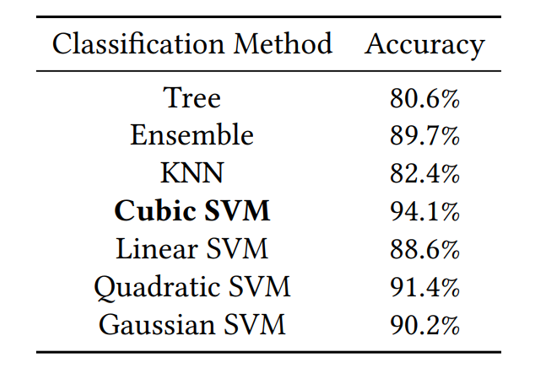 Classification Method Accuracy
Tree 80.6%
Ensemble 89.7%
KNN 82.4%
Cubic SVM 94.1%
Linear SVM 88.6%
Quadratic SVM 91.4%
Gaussian SVM 90.2%